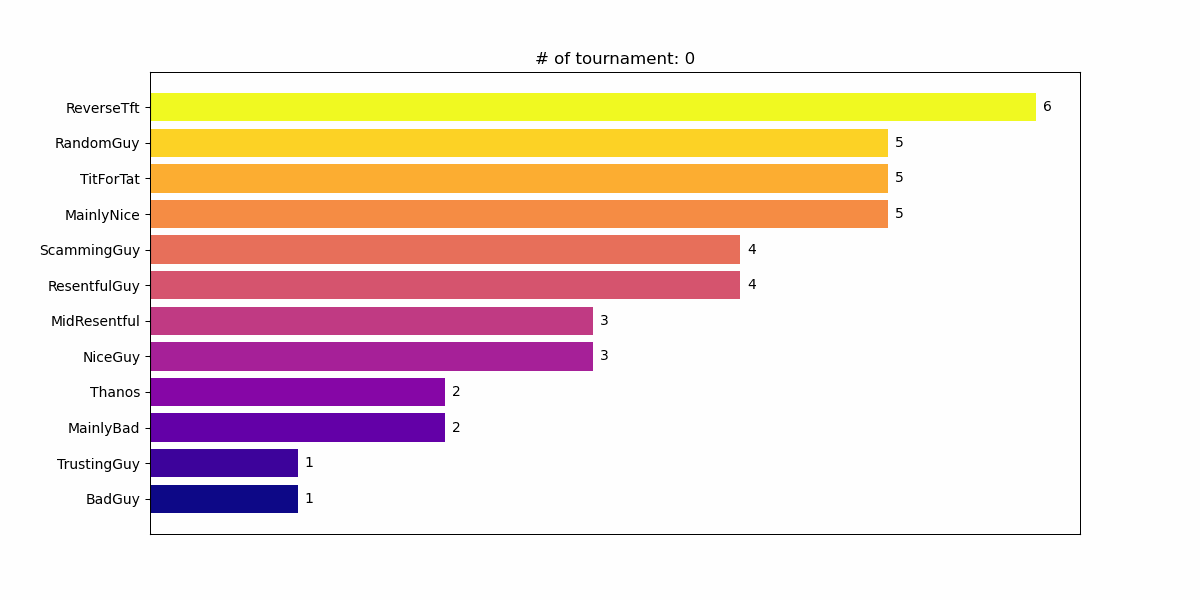 # of tournament: 0
ReverseTft 6
RandomGuy 5
TitForTat 5
MainlyNice 5
ScammingGuy 4
ResentfulGuy 4
MidResentful 3
NiceGuy 3
Thanos 2
MainlyBad 2
TrustingGuy 1
BadGuy 1